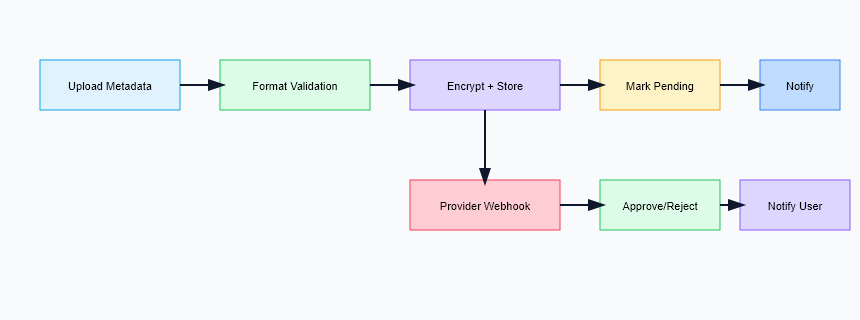 Upload Metadata
Format Validation
Encrypt + Store
Mark Pending
Notify
Provider Webhook
Approve/Reject
Notify User